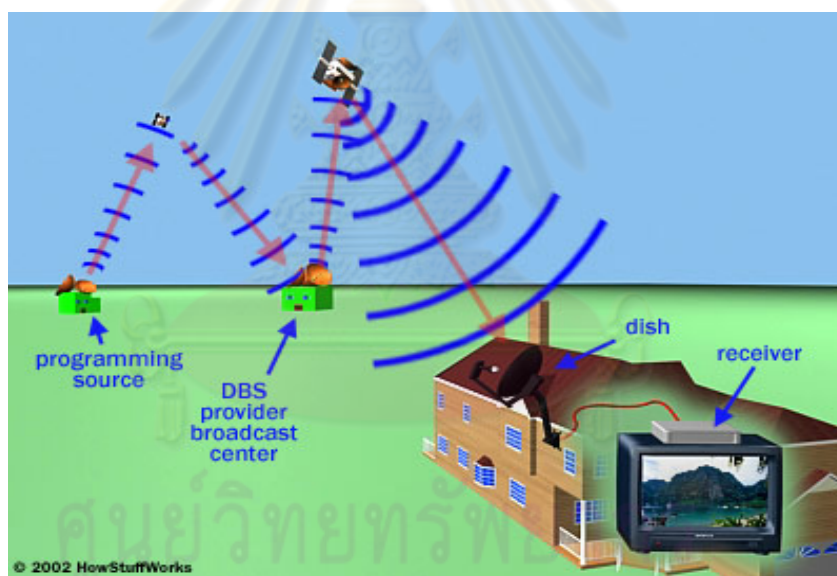 programming
source
DBS
provider
broadcast
center
dish
receiver
ศูนย์วิทยทรัพ
© 2002 HowStuffWorks